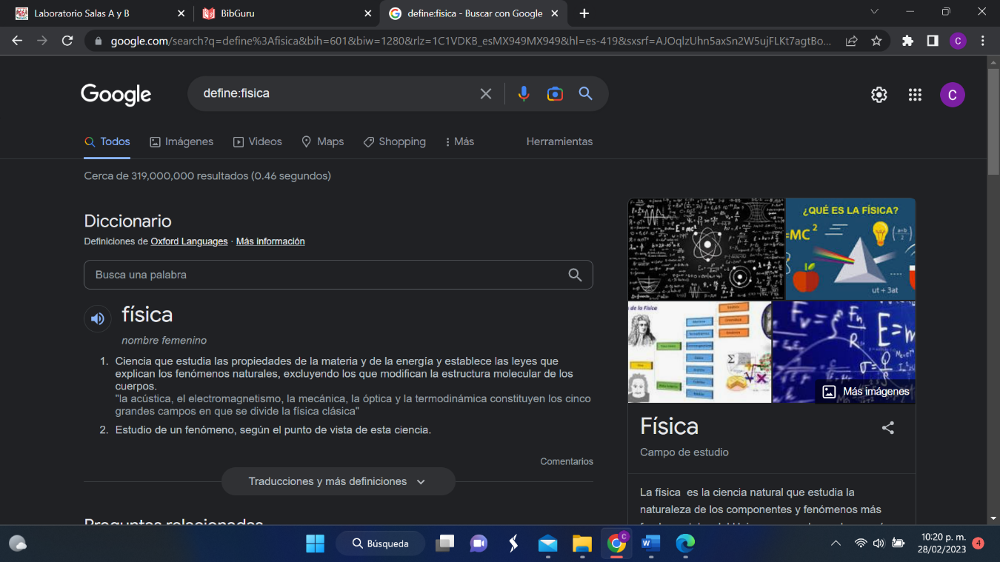 Laboratorio Salas A y B
BibGuru
define:fisica - Buscar con Google
google.com/search?q=define%3Afisica&bih=601&biw=1280&rlz=1C1VDKB_esMX949MX949&hl=es-419&sxsrf=AJOqlzUhn5axSn2W5ujFLKt7agtBo...
C
Google
define:fisica
C
Todos
Imágenes
Videos
Maps
Shopping
Más
Herramientas
Cerca de 319,000,000 resultados (0.46 segundos)
Diccionario
Definiciones de Oxford Languages · Más información
Busca una palabra
física
nombre femenino
1. Ciencia que estudia las propiedades de la materia y de la energía y establece las leyes que
explican los fenómenos naturales, excluyendo los que modifican la estructura molecular de los
cuerpos.
"la acústica, el electromagnetismo, la mecánica, la óptica y la termodinámica constituyen los cinco
grandes campos en que se divide la física clásica"
2. Estudio de un fenómeno, según el punto de vista de esta ciencia.
Comentarios
Traducciones y más definiciones
Preguntas relacionadas
¿QUÉ ES LA FÍSICA?
=MC²
ut + 3at
E=mc²
de la Física
Más imágenes
Física
Campo de estudio
La física es la ciencia natural que estudia la
naturaleza de los componentes y fenómenos más
Búsqueda
C
10:20 p. m.
28/02/2023
4